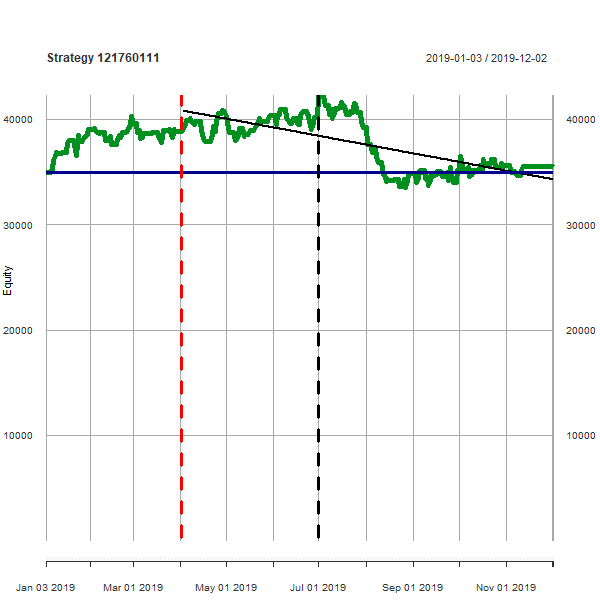 Strategy 121760111
2019-01-03 / 2019-12-02
40000 40000
30000 30000
Equity
20000 20000
10000 10000
Jan 03 2019 Mar 01 2019 May 01 2019 Jul 01 2019 Sep 01 2019 Nov 01 2019